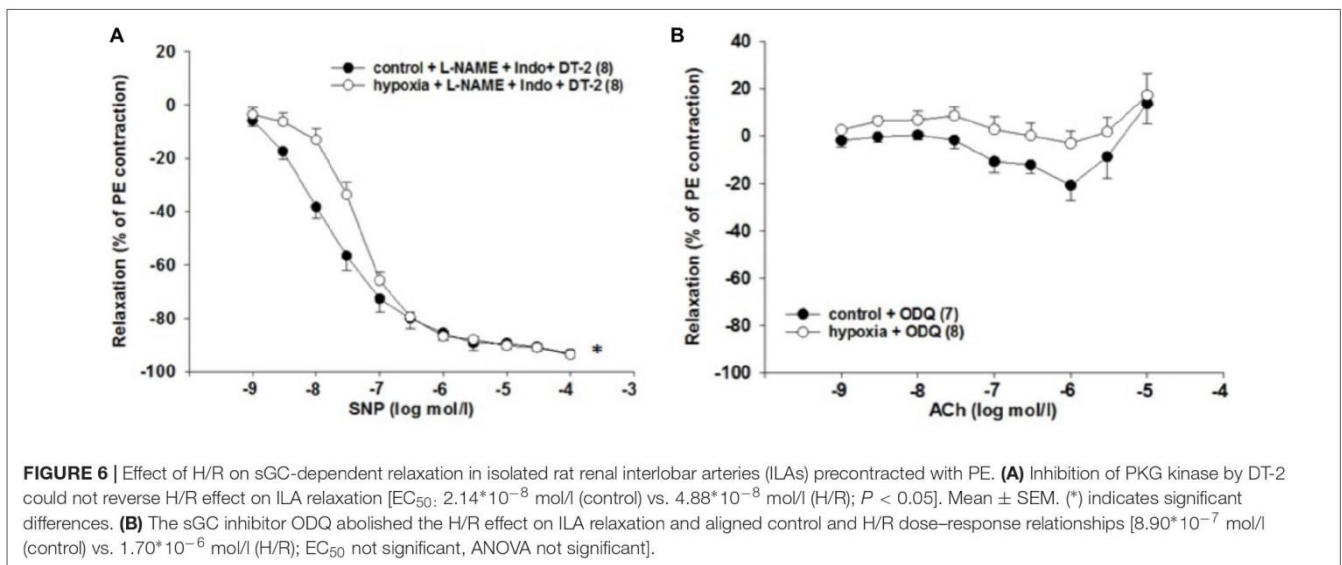 A
20
0
-20
-40
-60
-80
-100
Relaxation (% of PE contraction)
control + L-NAME + Indo+ DT-2 (8)
hypoxia + L-NAME + Indo + DT-2 (8)
*
-9 -8 -7 -6 -5 -4 -3
SNP (log mol/l)
B
40
20
0
-20
-40
-60
-80
-100
Relaxation (% of PE contraction)
control + ODQ (7)
hypoxia + ODQ (8)
-9 -8 -7 -6 -5 -4
ACh (log mol/l)
FIGURE 6 | Effect of H/R on sGC-dependent relaxation in isolated rat renal interlobar arteries (ILAs) precontracted with PE. (A) Inhibition of PKG kinase by DT-2
could not reverse H/R effect on ILA relaxation [EC₅₀: 2.14*10⁻⁸ mol/l (control) vs. 4.88*10⁻⁸ mol/l (H/R); P < 0.05]. Mean ± SEM. (*) indicates significant
differences. (B) The sGC inhibitor ODQ abolished the H/R effect on ILA relaxation and aligned control and H/R dose–response relationships [8.90*10⁻⁷ mol/l
(control) vs. 1.70*10⁻⁶ mol/l (H/R); EC₅₀ not significant, ANOVA not significant].